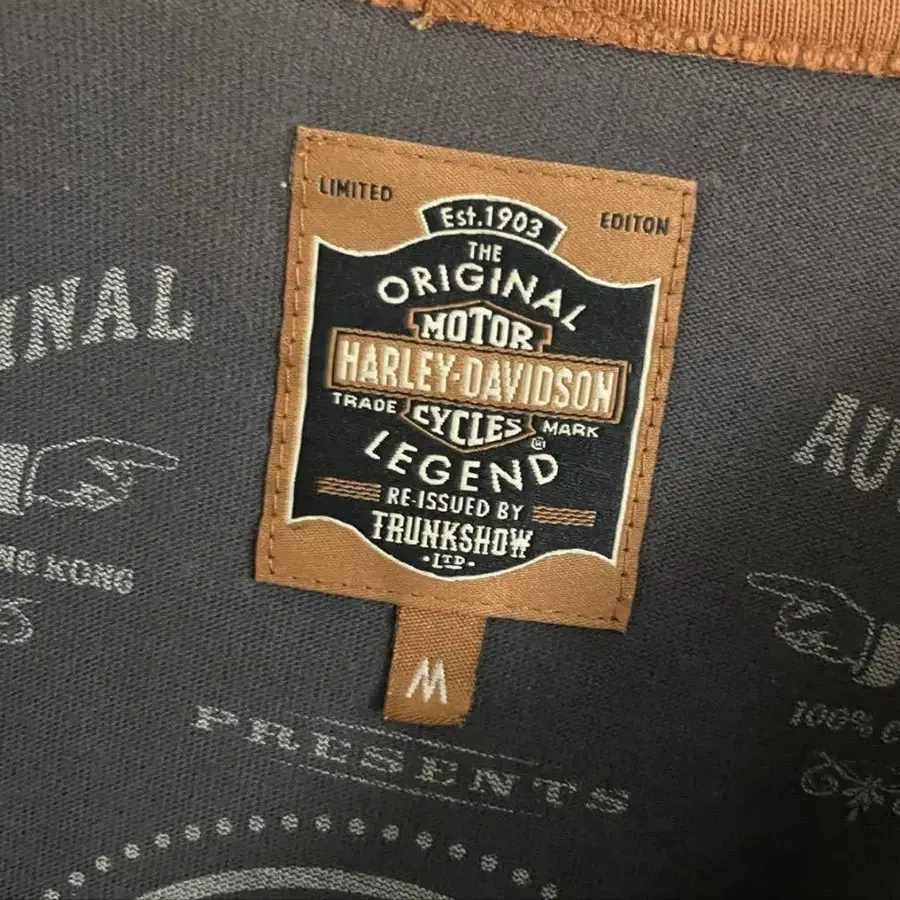 LIMITED
EDITON
Est.1903
THE
ORIGINAL
MOTOR
HARLEY-DAVIDSON
TRADE
CYCLES
MARK
LEGEND
RE-ISSUED BY
TRUNKSHOW
·LTD·
M
INAL
AU
NG KONG
100%
PRESENTS